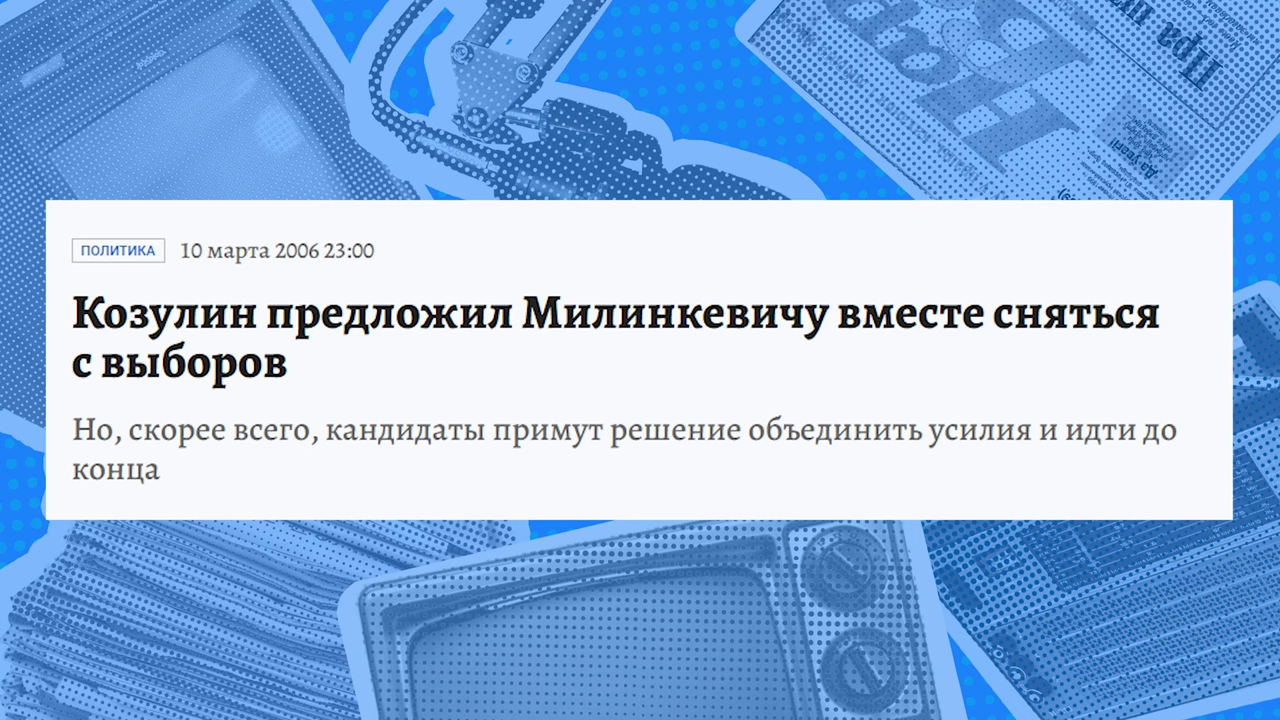 ПОЛИТИКА 10 марта 2006 23:00
Козулин предложил Милинкевичу вместе сняться
с выборов
Но, скорее всего, кандидаты примут решение объединить усилия и идти до
конца